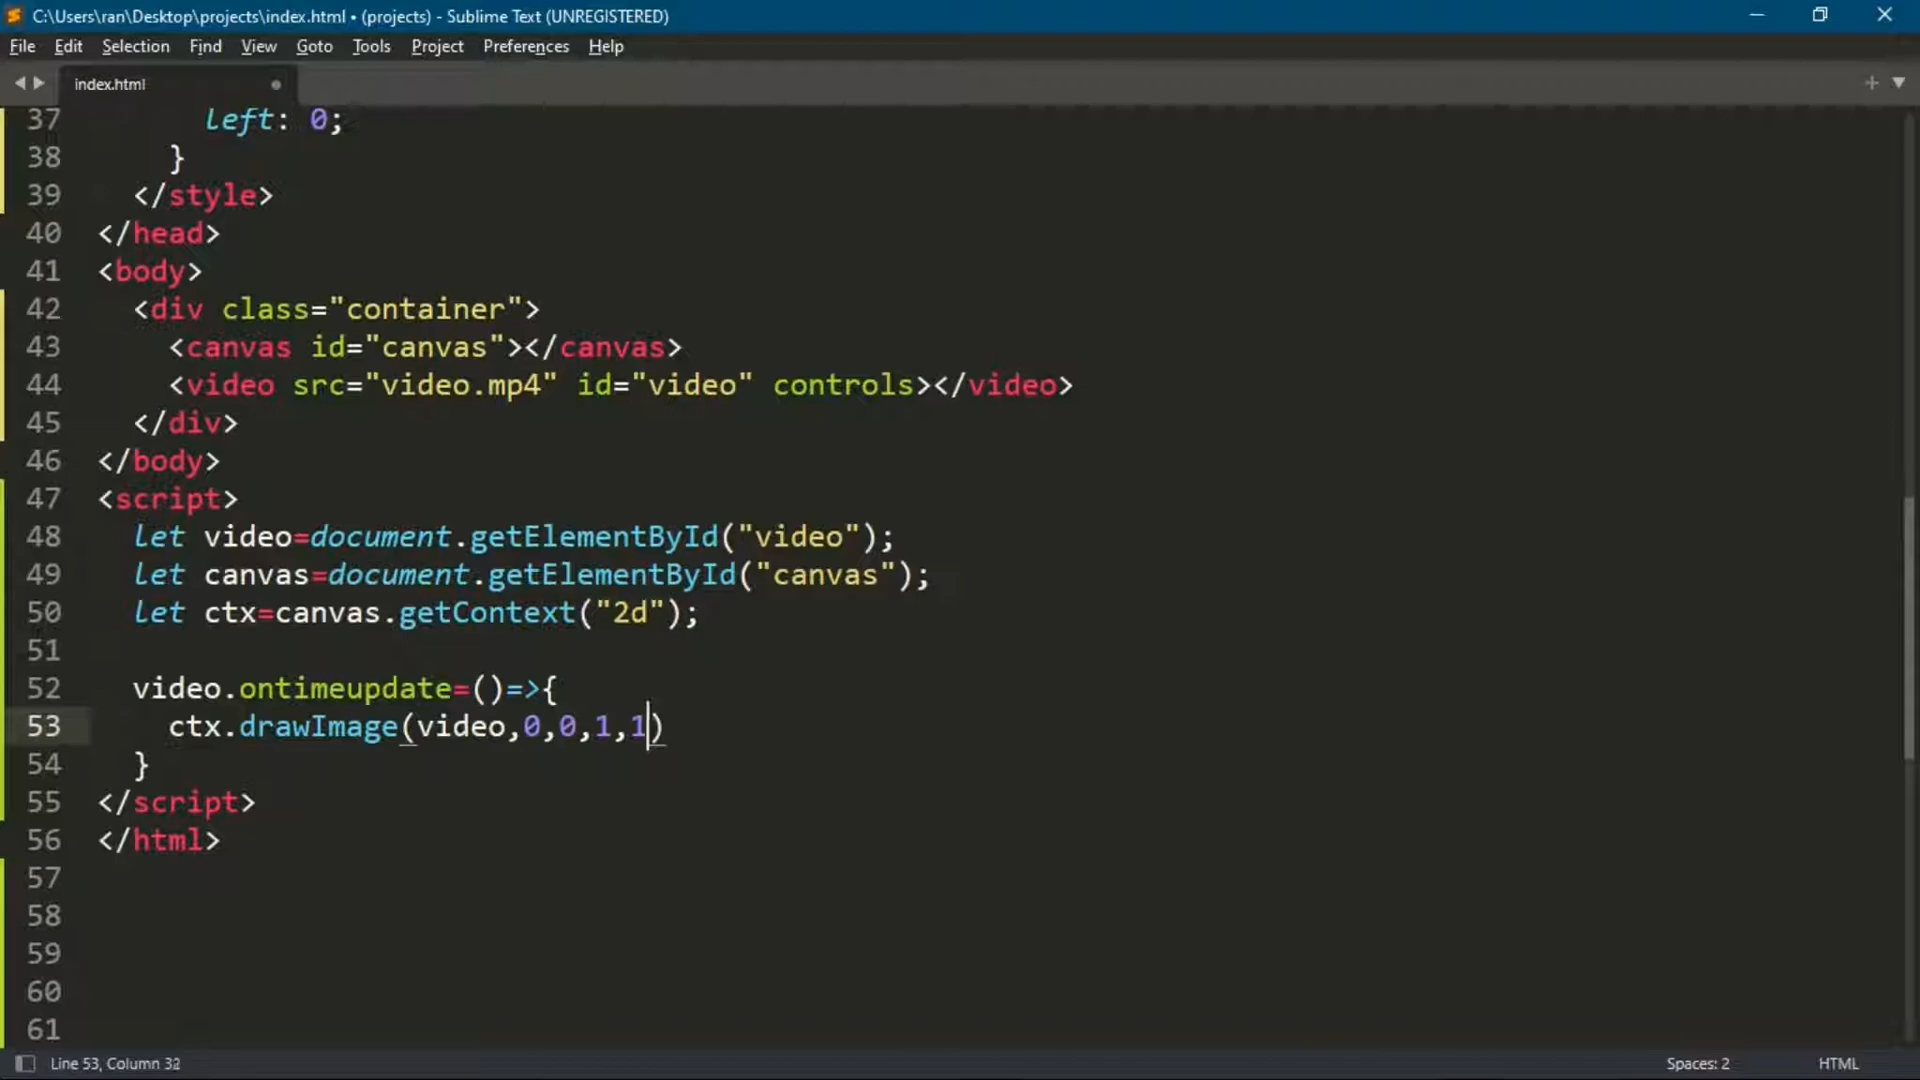 C:\Users\ran\Desktop\projects\index.html • (projects) - Sublime Text (UNREGISTERED)
File Edit Selection Find View Goto Tools Project Preferences Help
index.html
37 left: 0;
38 }
39 </style>
40 </head>
41 <body>
42 <div class="container">
43 <canvas id="canvas"></canvas>
44 <video src="video.mp4" id="video" controls></video>
45 </div>
46 </body>
47 <script>
48 let video=document.getElementById("video");
49 let canvas=document.getElementById("canvas");
50 let ctx=canvas.getContext("2d");
51
52 video.ontimeupdate=()=>{
53 ctx.drawImage(video,0,0,1,1)
54 }
55 </script>
56 </html>
57
58
59
60
61
Line 53, Column 32 Spaces: 2 HTML